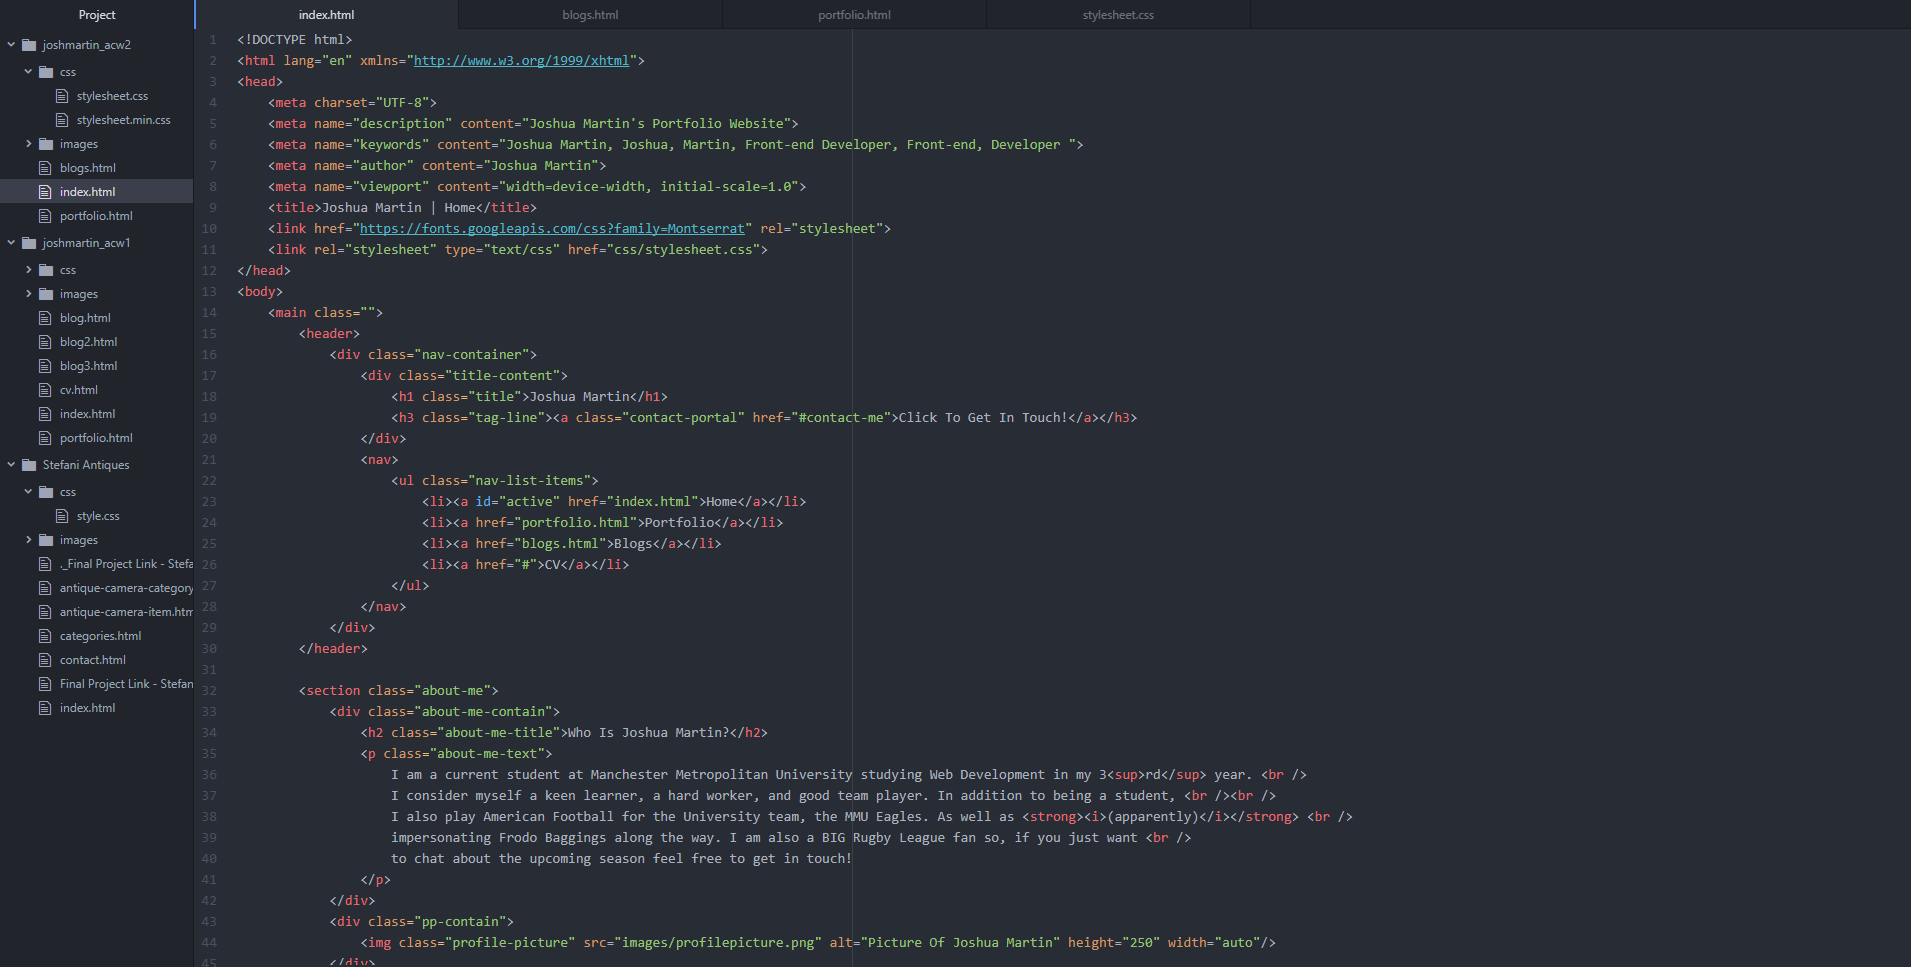 Project
joshmartin_acw2
css
stylesheet.css
stylesheet.min.css
images
blogs.html
index.html
portfolio.html
joshmartin_acw1
css
images
blog.html
blog2.html
blog3.html
cv.html
index.html
portfolio.html
Stefani Antiques
css
style.css
images
._Final Project Link - Stefa
antique-camera-category
antique-camera-item.htm
categories.html
contact.html
Final Project Link - Stefan
index.html
index.html blogs.html portfolio.html stylesheet.css
1 <!DOCTYPE html>
2 <html lang="en" xmlns="http://www.w3.org/1999/xhtml">
3 <head>
4 <meta charset="UTF-8">
5 <meta name="description" content="Joshua Martin's Portfolio Website">
6 <meta name="keywords" content="Joshua Martin, Joshua, Martin, Front-end Developer, Front-end, Developer ">
7 <meta name="author" content="Joshua Martin">
8 <meta name="viewport" content="width=device-width, initial-scale=1.0">
9 <title>Joshua Martin | Home</title>
10 <link href="https://fonts.googleapis.com/css?family=Montserrat" rel="stylesheet">
11 <link rel="stylesheet" type="text/css" href="css/stylesheet.css">
12 </head>
13 <body>
14 <main class="">
15 <header>
16 <div class="nav-container">
17 <div class="title-content">
18 <h1 class="title">Joshua Martin</h1>
19 <h3 class="tag-line"><a class="contact-portal" href="#contact-me">Click To Get In Touch!</a></h3>
20 </div>
21 <nav>
22 <ul class="nav-list-items">
23 <li><a id="active" href="index.html">Home</a></li>
24 <li><a href="portfolio.html">Portfolio</a></li>
25 <li><a href="blogs.html">Blogs</a></li>
26 <li><a href="#">CV</a></li>
27 </ul>
28 </nav>
29 </div>
30 </header>
31
32 <section class="about-me">
33 <div class="about-me-contain">
34 <h2 class="about-me-title">Who Is Joshua Martin?</h2>
35 <p class="about-me-text">
36 I am a current student at Manchester Metropolitan University studying Web Development in my 3<sup>rd</sup> year. <br />
37 I consider myself a keen learner, a hard worker, and good team player. In addition to being a student, <br /><br />
38 I also play American Football for the University team, the MMU Eagles. As well as <strong><i>(apparently)</i></strong> <br />
39 impersonating Frodo Baggings along the way. I am also a BIG Rugby League fan so, if you just want <br />
40 to chat about the upcoming season feel free to get in touch!
41 </p>
42 </div>
43 <div class="pp-contain">
44 <img class="profile-picture" src="images/profilepicture.png" alt="Picture Of Joshua Martin" height="250" width="auto"/>
45 </div>